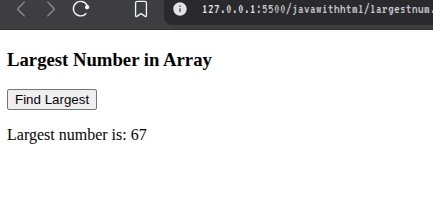 127.0.0.1:5500/javawithhtml/largestnum.
Largest Number in Array
Find Largest
Largest number is: 67